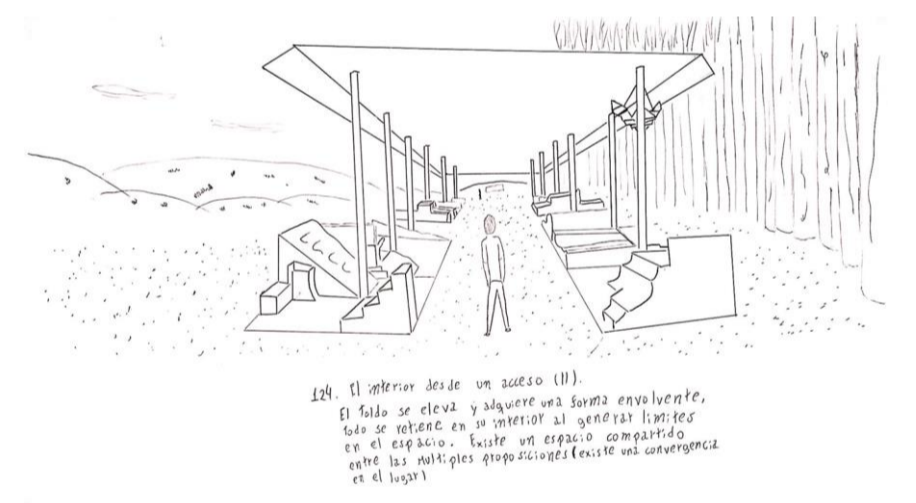 124. El interior desde un acceso (II).
El toldo se eleva y adquiere una forma envolvente,
todo se retiene en su interior al generar limites
en el espacio. Existe un espacio compartido
entre las multiples proposiciones (existe una convergencia
en el lugar)